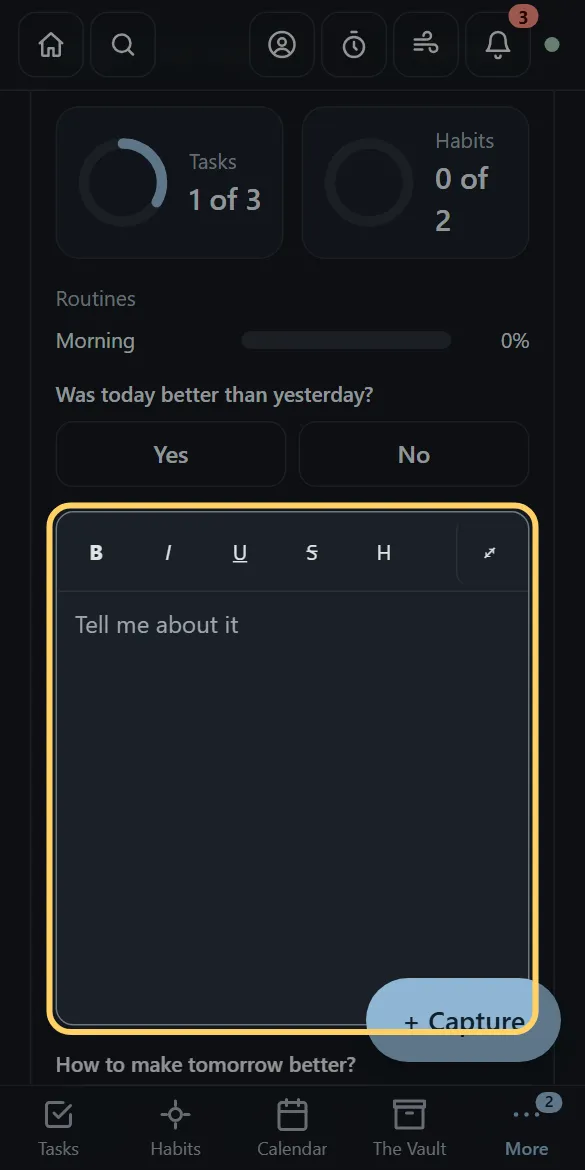 3
Tasks
1 of 3
Habits
0 of
2
Routines
Morning
0%
Was today better than yesterday?
Yes
No
B I U S H
Tell me about it
+ Capture
How to make tomorrow better?
2
Tasks
Habits
Calendar
The Vault
More